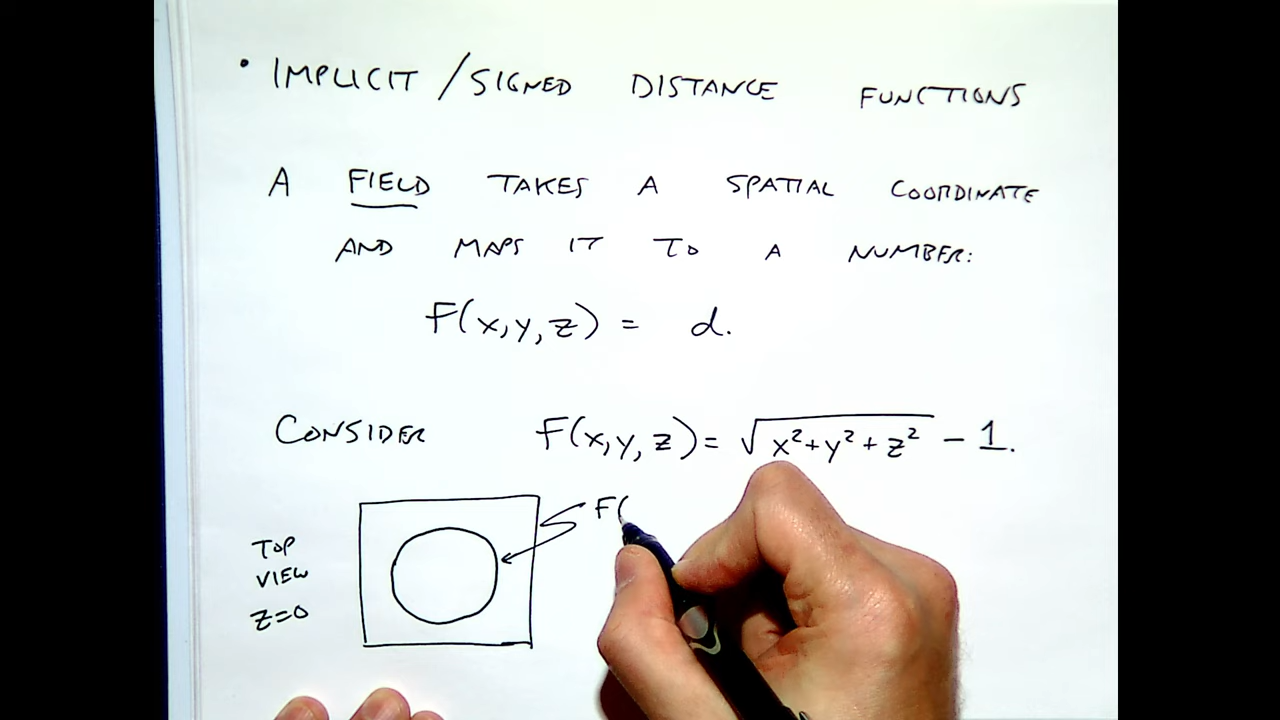 • IMPLICIT/SIGNED DISTANCE FUNCTIONS
A FIELD TAKES A SPATIAL COORDINATE
AND MAPS IT TO A NUMBER:
F(x,y,z) = d.
CONSIDER F(x,y,z) = √x²+y²+z² - 1.
F(
TOP
VIEW
z=0